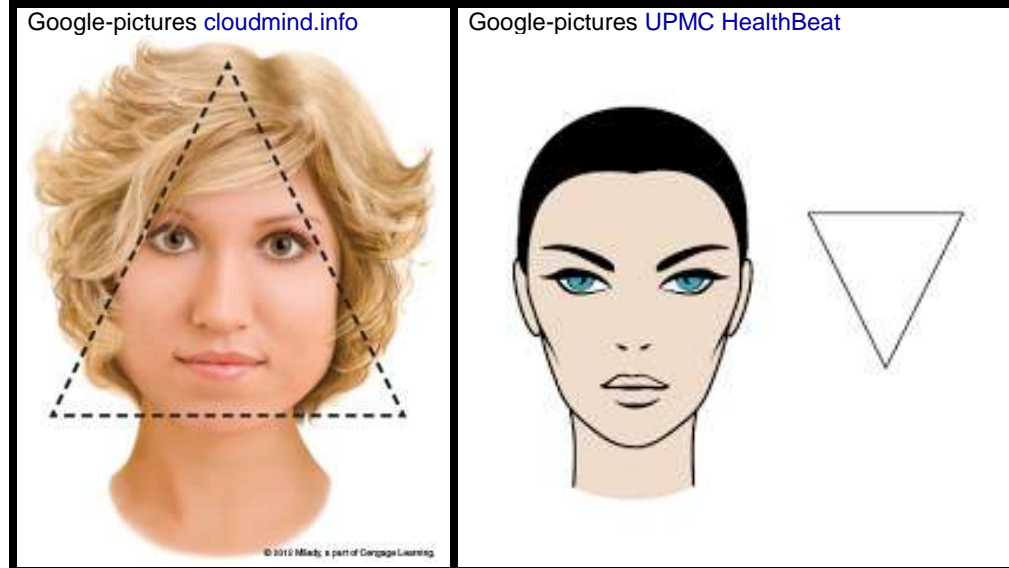 Google-pictures cloudmind.info
Google-pictures UPMC HealthBeat
© 2012 Milady, a part of Cengage Learning.